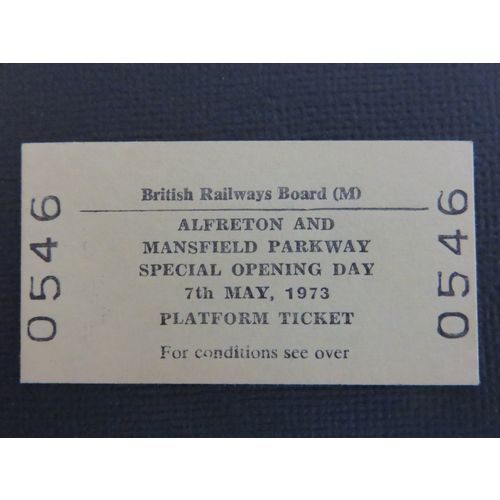 0546
British Railways Board (M)
ALFRETON AND
MANSFIELD PARKWAY
SPECIAL OPENING DAY
7th MAY, 1973
PLATFORM TICKET
For conditions see over
0546